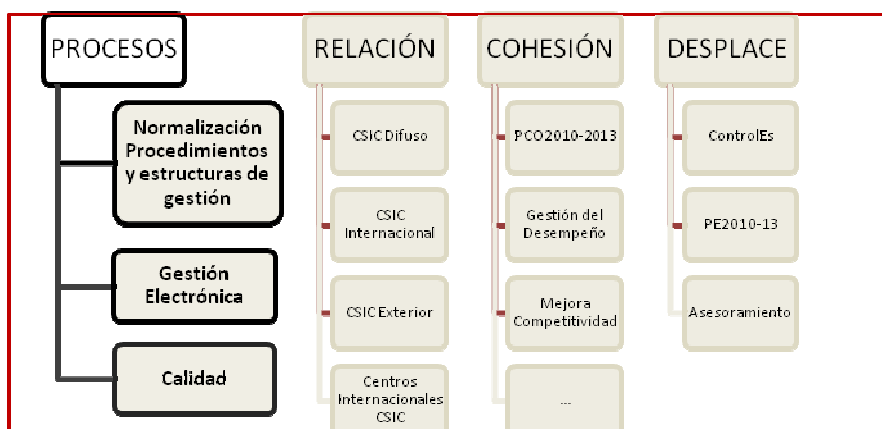 PROCESOS
Normalización
Procedimientos
y estructuras de
gestión
Gestión
Electrónica
Calidad
RELACIÓN
CSIC Difuso
CSIC
Internacional
CSIC Exterior
Centros
Internacionales
CSIC
COHESIÓN
PCO2010-2013
Gestión del
Desempeño
Mejora
Competitividad
...
DESPLACE
ControlEs
PE2010-13
Asesoramiento